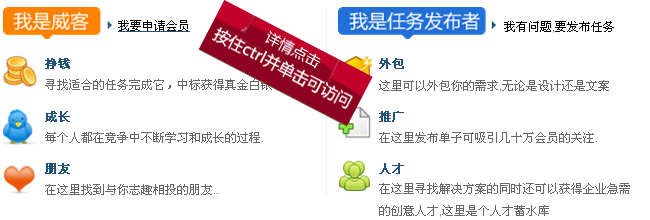 我是威客
我要申请会员
挣钱
寻找适合的任务完成它，中标获得真金白银
成长
每个人都在竞争中不断学习和成长的过程.
朋友
在这里找到与你志趣相投的朋友..
详情点击
按住ctrl并单击可访问
我是任务发布者
我有问题,要发布任务
外包
这里可以外包你的需求,无论是设计还是文案
推广
在这里发布单子可吸引几十万会员的关注.
人才
在这里寻找解决方案的同时还可以获得企业急需
的创意人才,这里是个人才蓄水库